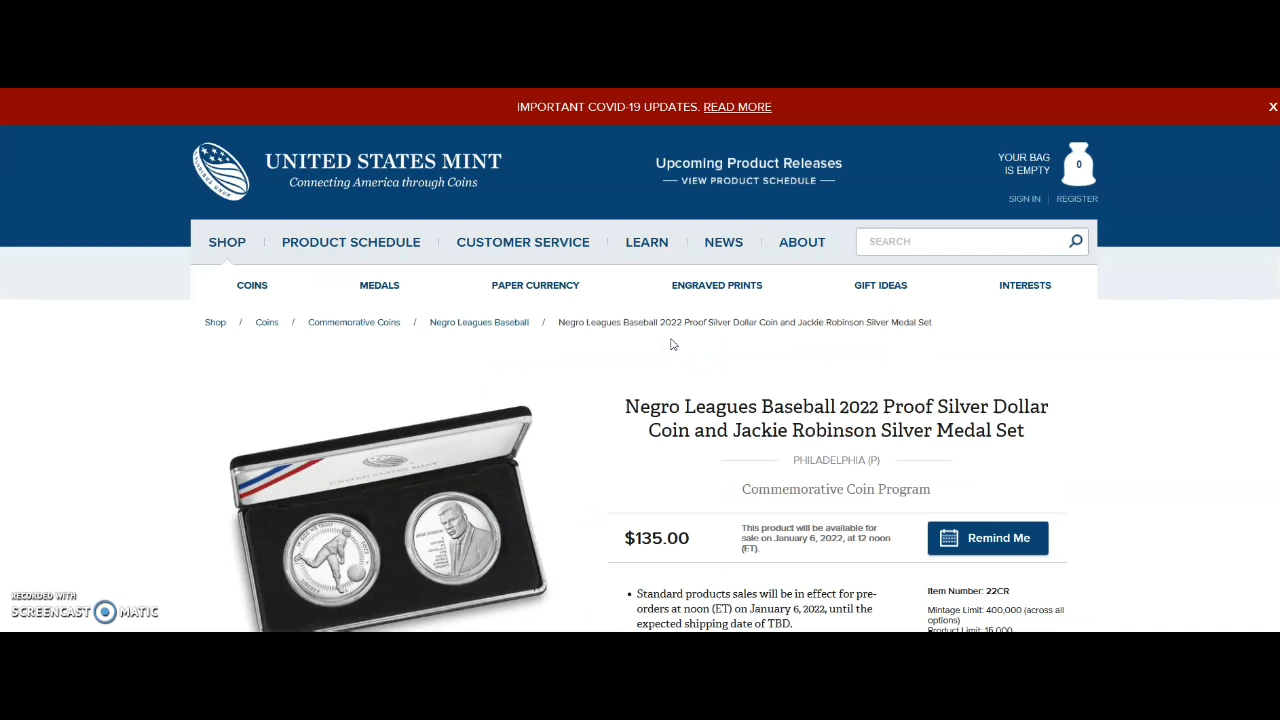 IMPORTANT COVID-19 UPDATES. READ MORE
X
UNITED STATES MINT
Connecting America through Coins
Upcoming Product Releases
VIEW PRODUCT SCHEDULE
YOUR BAG
IS EMPTY
0
SIGN IN
REGISTER
SHOP
PRODUCT SCHEDULE
CUSTOMER SERVICE
LEARN
NEWS
ABOUT
SEARCH
COINS
MEDALS
PAPER CURRENCY
ENGRAVED PRINTS
GIFT IDEAS
INTERESTS
Shop / Coins / Commemorative Coins / Negro Leagues Baseball / Negro Leagues Baseball 2022 Proof Silver Dollar Coin and Jackie Robinson Silver Medal Set
Negro Leagues Baseball 2022 Proof Silver Dollar
Coin and Jackie Robinson Silver Medal Set
PHILADELPHIA (P)
Commemorative Coin Program
$135.00
This product will be available for
sale on January 6, 2022, at 12 noon
(ET).
Remind Me
• Standard products sales will be in effect for pre-
orders at noon (ET) on January 6, 2022, until the
expected shipping date of TBD.
Item Number: 22CR
Mintage Limit: 400,000 (across all
options)
Product Limit: 15,000
UNITED STATES MINT
RECORDED WITH
SCREENCAST MATIC